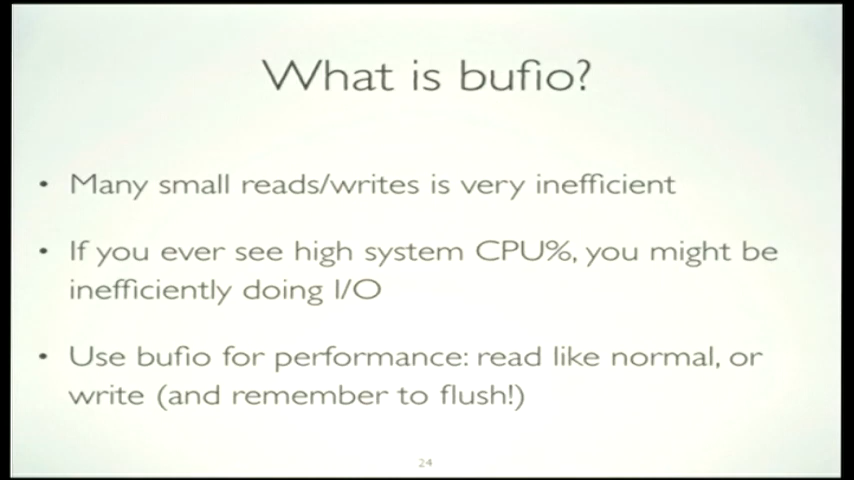 What is bufio?
• Many small reads/writes is very inefficient
• If you ever see high system CPU%, you might be
inefficiently doing I/O
• Use bufio for performance: read like normal, or
write (and remember to flush!)
24